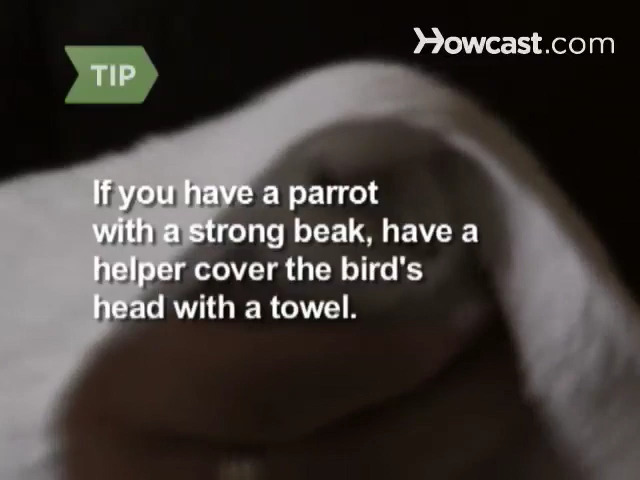 Howcast.com
TIP
If you have a parrot
with a strong beak, have a
helper cover the bird's
head with a towel.